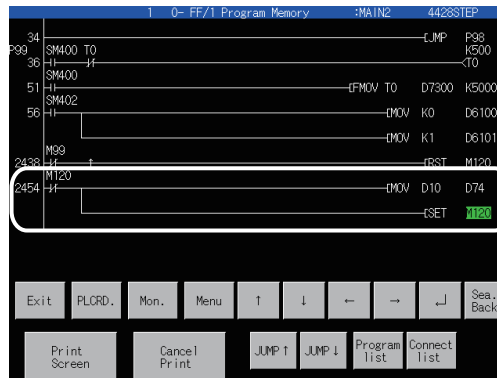 1 0- FF/1 Program Memory :MAIN2 4428STEP
34 JMP P98
P99 SM400 T0 K500
36 T0
SM400
51 FMOV T0 D7300 K5000
SM402
56 MOV K0 D6100
MOV K1 D6101
M99
2438 RST M120
M120
2454 MOV D10 D74
SET M120
Exit PLCRD. Mon. Menu ↑ ↓ ← → ↵ Sea. Back
Print Screen Cancel Print JUMP↑ JUMP↓ Program list Connect list